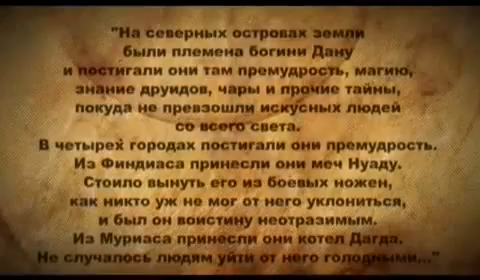 "На северных островах земли
были племена богини Дану
и постигали они там премудрость, магию,
знание друидов, чары и прочие тайны,
покуда не превзошли искусных людей
со всего света.
В четырех городах постигали они премудрость.
Из Финдиаса принесли они меч Нуаду.
Стоило вынуть его из боевых ножен,
как никто уж не мог от него уклониться,
и был он воистину неотразимым.
Из Муриаса принесли они котел Дагда.
Не случалось людям уйти от него голодными..."